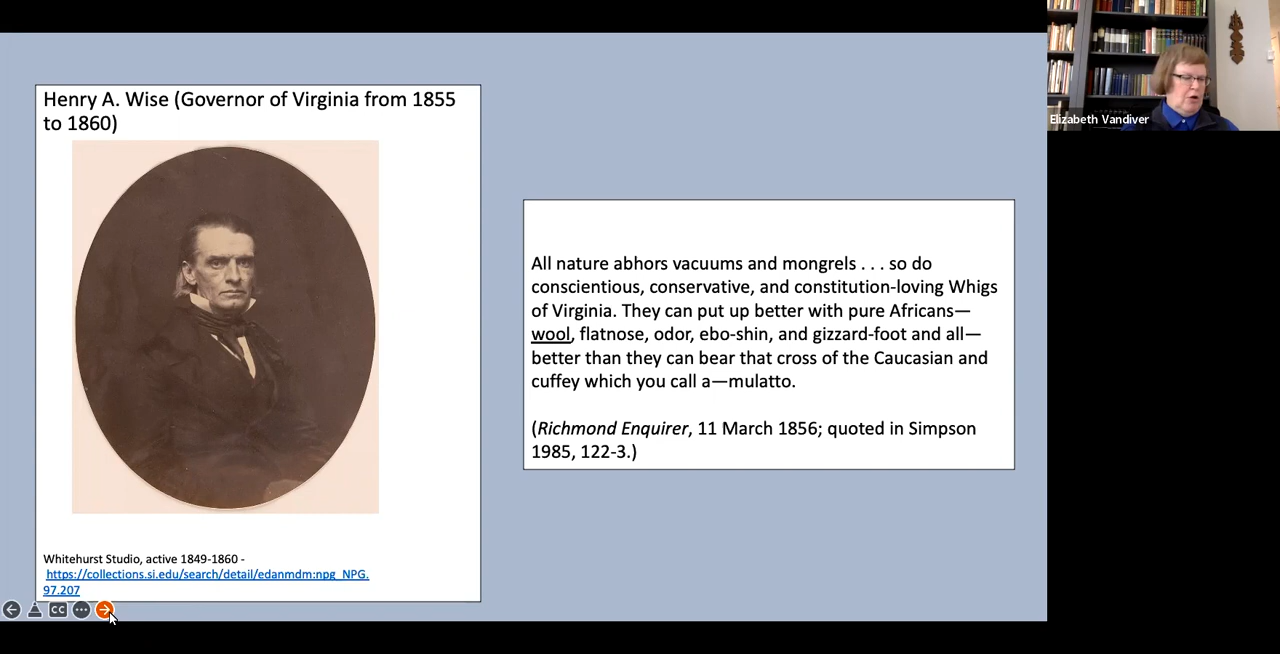 Henry A. Wise (Governor of Virginia from 1855
to 1860)
Whitehurst Studio, active 1849-1860 -
https://collections.si.edu/search/detail/edanmdm:npg_NPG.
97.207
All nature abhors vacuums and mongrels . . . so do
conscientious, conservative, and constitution-loving Whigs
of Virginia. They can put up better with pure Africans—
wool, flatnose, odor, ebo-shin, and gizzard-foot and all—
better than they can bear that cross of the Caucasian and
cuffey which you call a—mulatto.
(Richmond Enquirer, 11 March 1856; quoted in Simpson
1985, 122-3.)
CC
Elizabeth Vandiver